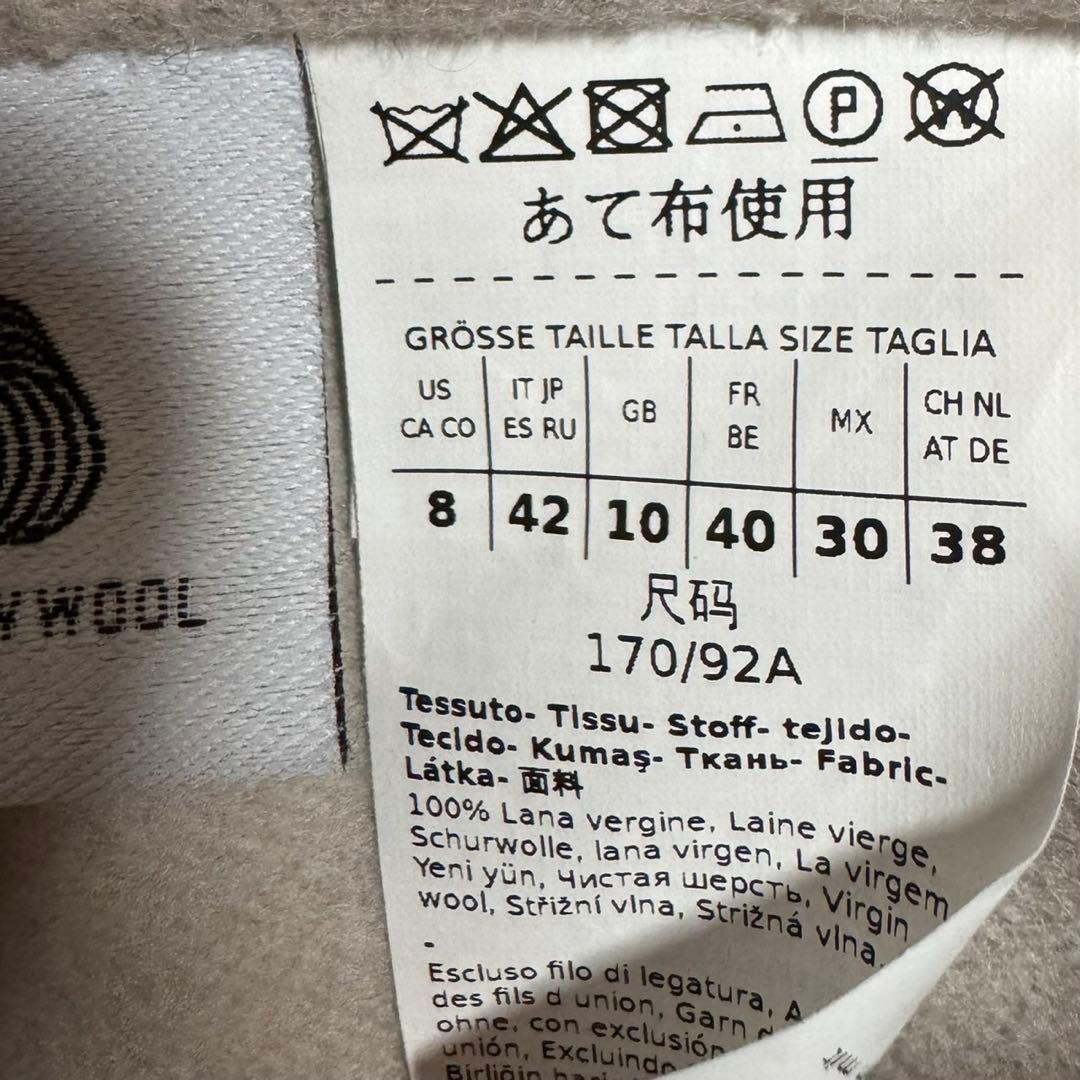 P W
あて布使用
GRÖSSE TAILLE TALLA SIZE TAGLIA
US CA CO IT JP ES RU GB FR BE MX CH NL AT DE
8 42 10 40 30 38
尺码
170/92A
Tessuto- Tissu- Stoff- tejido-
Tecido- Kumaş- Ткань- Fabric-
Látka- 面料
100% Lana vergine, Laine vierge,
Schurwolle, lana virgen, La virgem
Yeni yün, Чистая шерсть, Virgin
wool, Střižní vlna, Strižná vlna.
-
Escluso filo di legatura, A
des fils d union, Garn
ohne, con exclusión
unión, Excluindo
Birliğin
WOOL